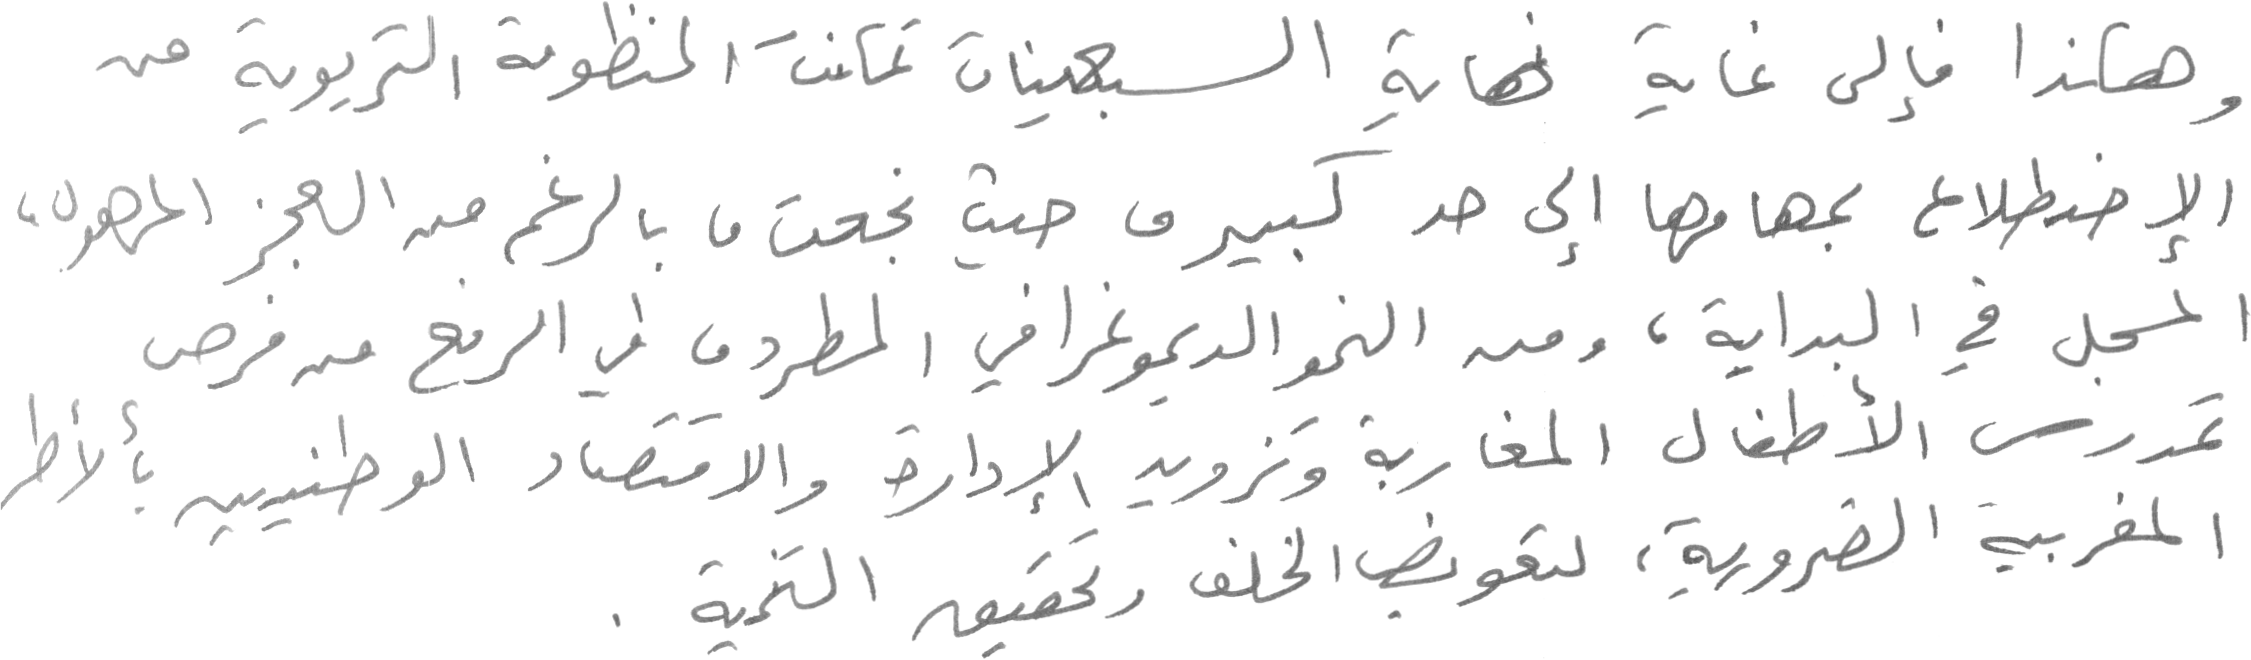 وهكذا فإلى غاية نهاية السبعينات تمكنت المنظومة التربوية من
الإضطلاع بمهامها إلى حد كبير، حيث نجحت، بالرغم من العجز المهول،
المسجل في البداية، ومن النمو الديموغرافي المطرد، في الرفع من فرص
تمدرس الأطفال المغاربة وتزويد الإدارة والاقتصاد الوطنيين بألأطر
المغربية الضرورية، لتعويض الخلف وتحقيق التنمية.